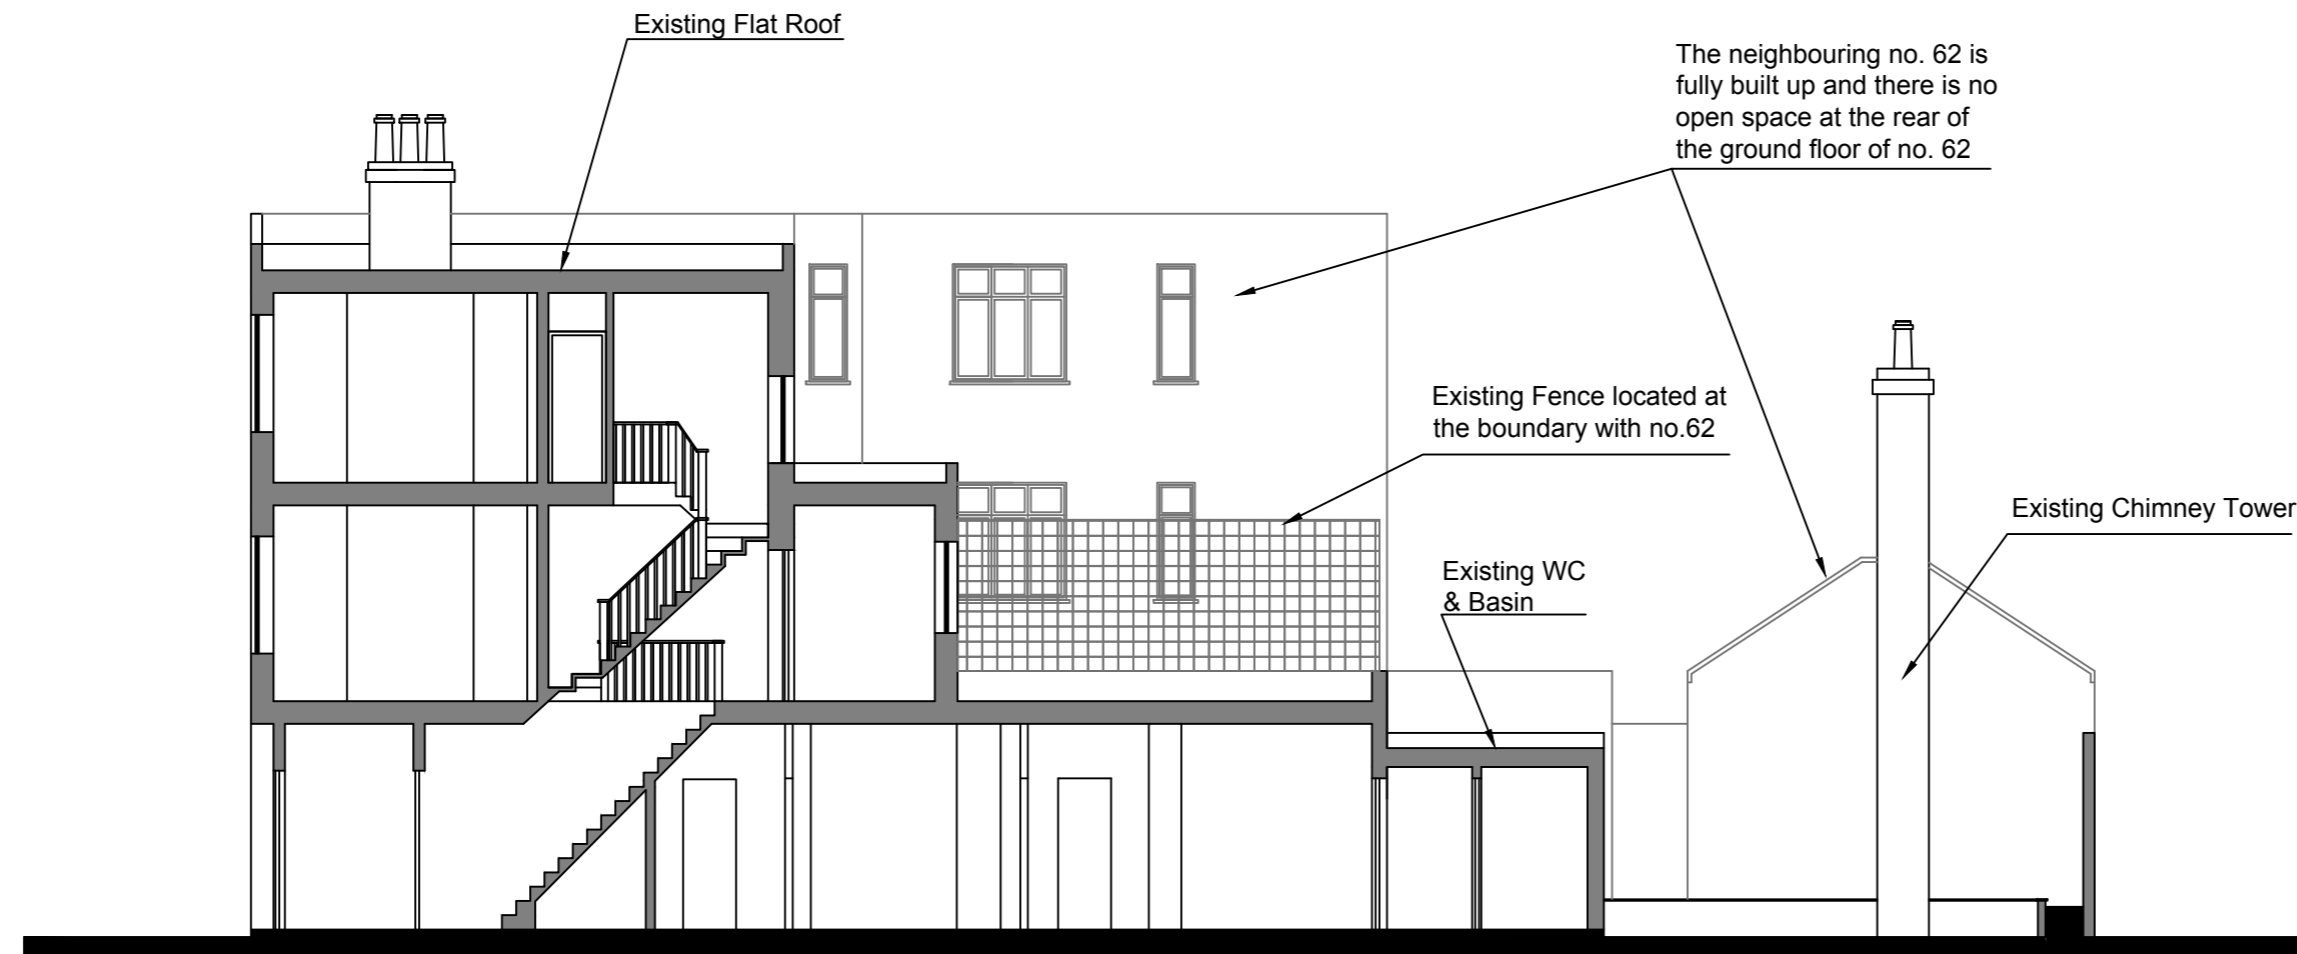 Existing Flat Roof
The neighbouring no. 62 is
fully built up and there is no
open space at the rear of
the ground floor of no. 62
Existing Fence located at
the boundary with no.62
Existing Chimney Tower
Existing WC
& Basin